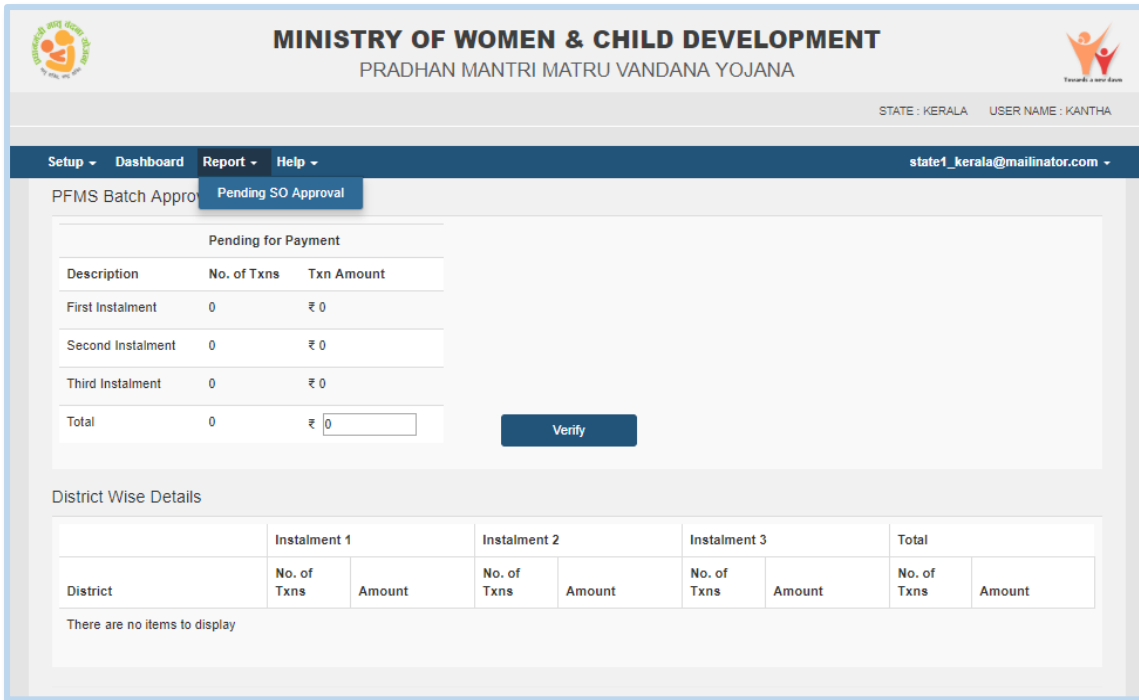 MINISTRY OF WOMEN & CHILD DEVELOPMENT
PRADHAN MANTRI MATRU VANDANA YOJANA
Towards a new dawn
STATE : KERALA USER NAME : KANTHA
Setup Dashboard Report Help state1_kerala@mailinator.com
Pending SO Approval
PFMS Batch Approv
Pending for Payment
Description No. of Txns Txn Amount
First Instalment 0 ₹ 0
Second Instalment 0 ₹ 0
Third Instalment 0 ₹ 0
Total 0 ₹ 0
Verify
District Wise Details
Instalment 1 Instalment 2 Instalment 3 Total
District No. of Txns Amount No. of Txns Amount No. of Txns Amount No. of Txns Amount
There are no items to display